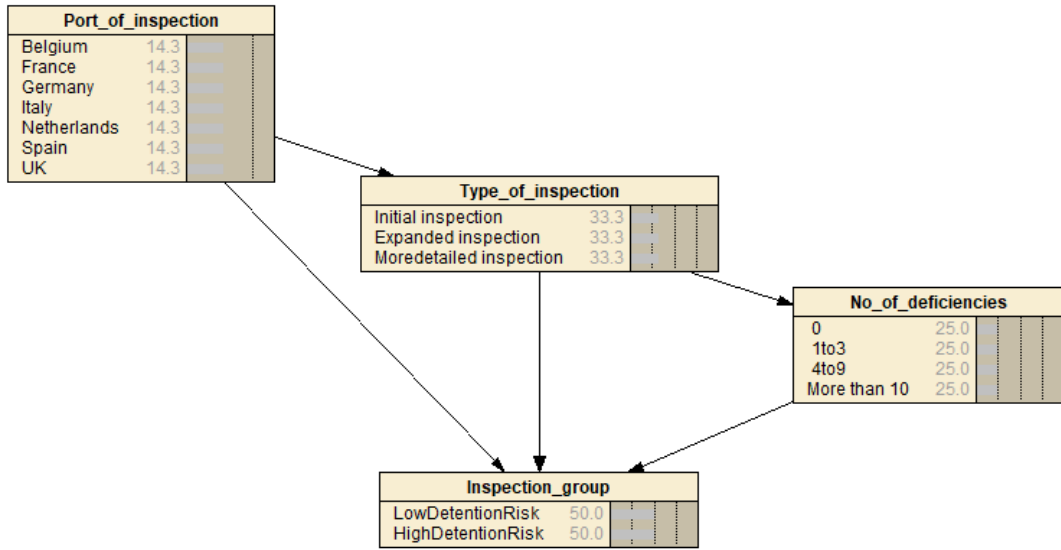 Port_of_inspection
Belgium 14.3
France 14.3
Germany 14.3
Italy 14.3
Netherlands 14.3
Spain 14.3
UK 14.3
Type_of_inspection
Initial inspection 33.3
Expanded inspection 33.3
Moredetailed inspection 33.3
No_of_deficiencies
0 25.0
1to3 25.0
4to9 25.0
More than 10 25.0
Inspection_group
LowDetentionRisk 50.0
HighDetentionRisk 50.0